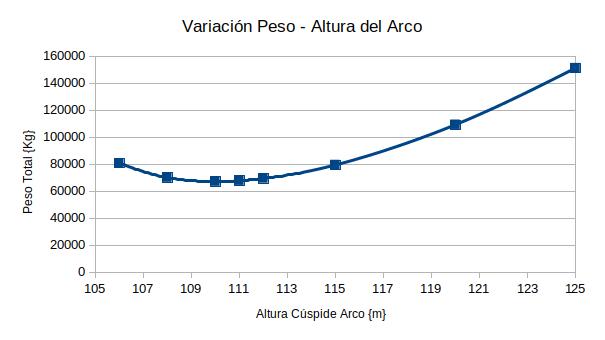 Variación Peso - Altura del Arco
Peso Total {Kg}
160000
140000
120000
100000
80000
60000
40000
20000
0
105 107 109 111 113 115 117 119 121 123 125
Altura Cúspide Arco {m}